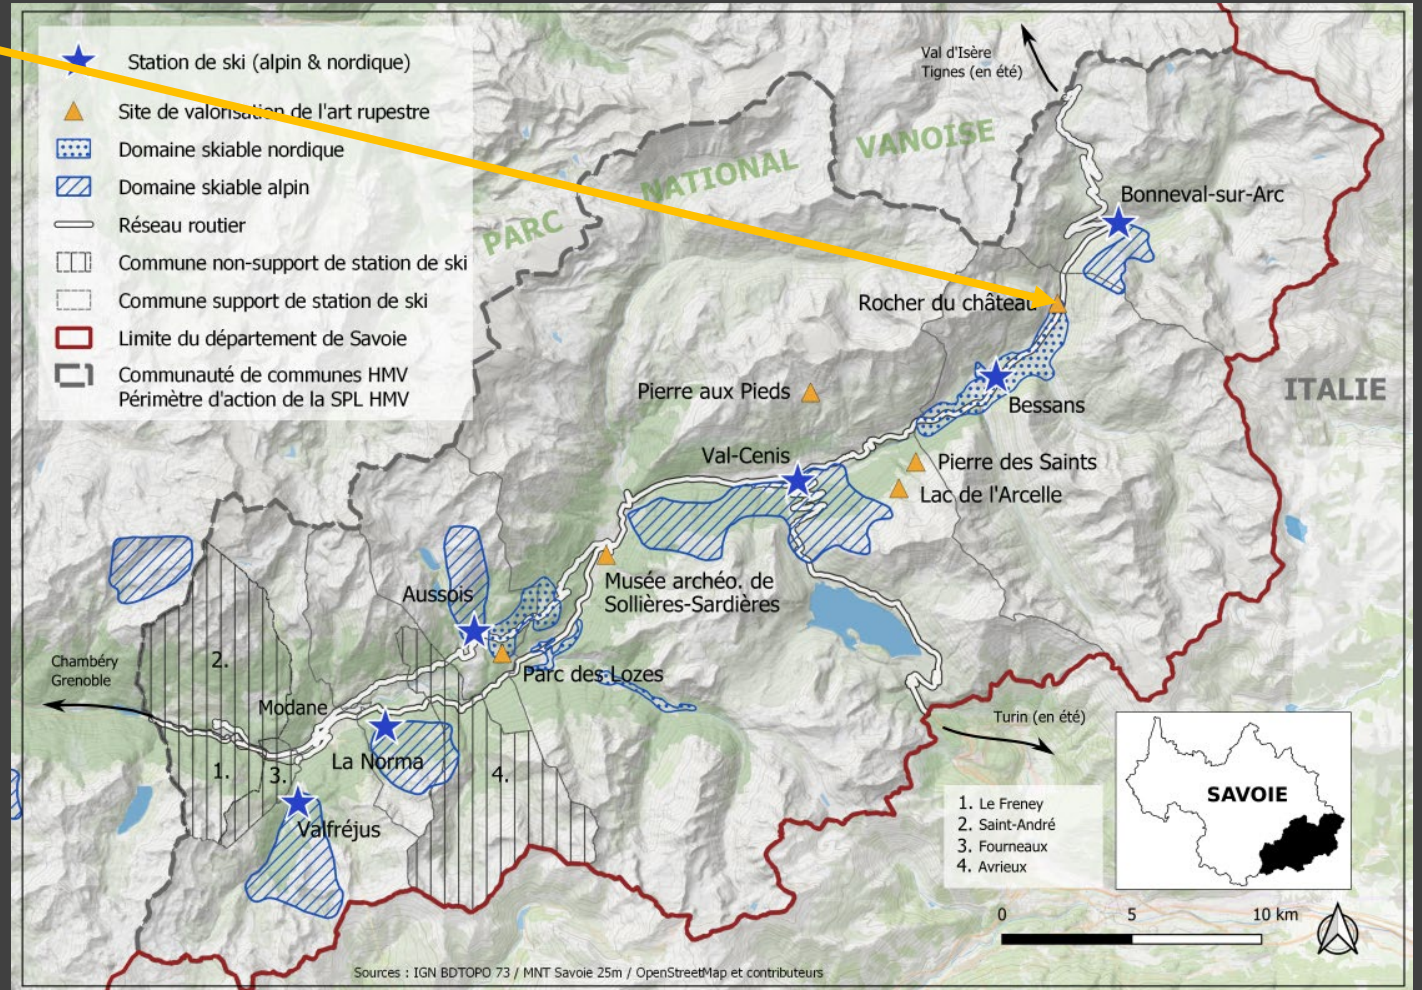 Station de ski (alpin & nordique)
Site de valorisation de l'art rupestre
Domaine skiable nordique
Domaine skiable alpin
Réseau routier
Commune non-support de station de ski
Commune support de station de ski
Limite du département de Savoie
Communauté de communes HMV
Périmètre d'action de la SPL HMV
Val d'Isère
Tignes (en été)
PARC NATIONAL VANOISE
Bonneval-sur-Arc
Rocher du château
ITALIE
Pierre aux Pieds
Bessans
Val-Cenis
Pierre des Saints
Lac de l'Arcelle
Musée archéo. de
Sollières-Sardières
Aussois
Parc des Lozes
Chambéry
Grenoble
2.
Modane
La Norma
1.
3.
4.
Valfréjus
Turin (en été)
1. Le Freney
2. Saint-André
3. Fourneaux
4. Avrieux
SAVOIE
0 5 10 km
Sources : IGN BDTOPO 73 / MNT Savoie 25m / OpenStreetMap et contributeurs